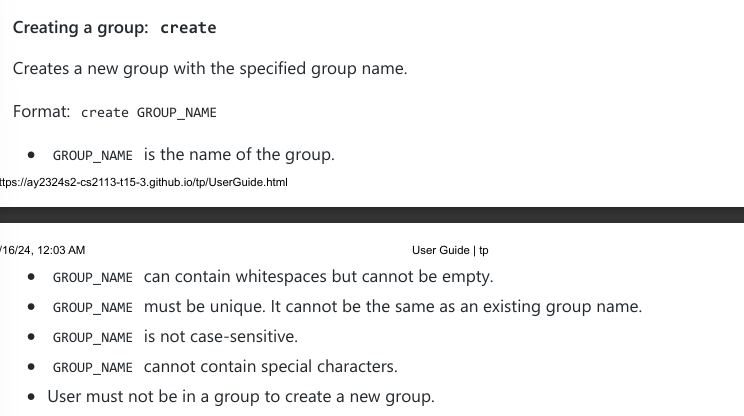 Creating a group: create
Creates a new group with the specified group name.
Format: create GROUP_NAME
• GROUP_NAME is the name of the group.
ttps://ay2324s2-cs2113-t15-3.github.io/tp/UserGuide.html
/16/24, 12:03 AM User Guide | tp
• GROUP_NAME can contain whitespaces but cannot be empty.
• GROUP_NAME must be unique. It cannot be the same as an existing group name.
• GROUP_NAME is not case-sensitive.
• GROUP_NAME cannot contain special characters.
• User must not be in a group to create a new group.